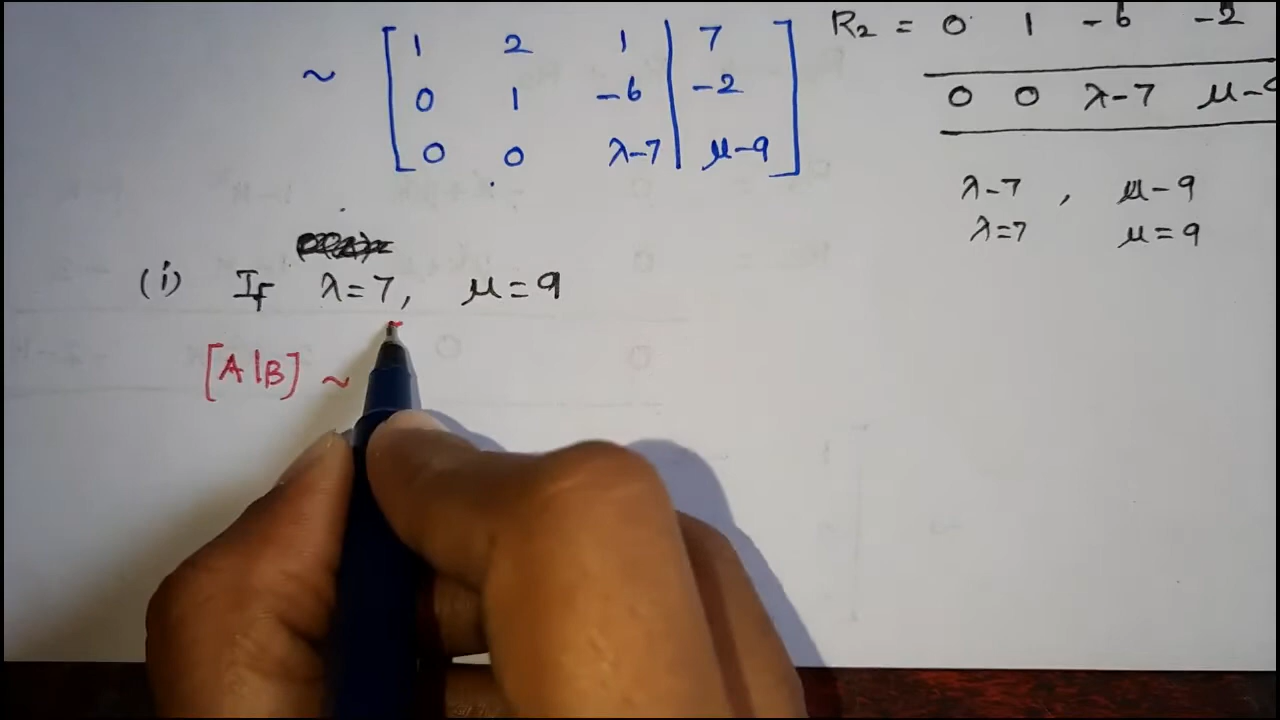 1 2 1 | 7
~ 0 1 -6 | -2
0 0 λ-7 | μ-9
R2 = 0 1 -6 -2
0 0 λ-7 μ-9
λ-7 , μ-9
λ=7 μ=9
(i) If λ=7, μ=9
[A|B] ~